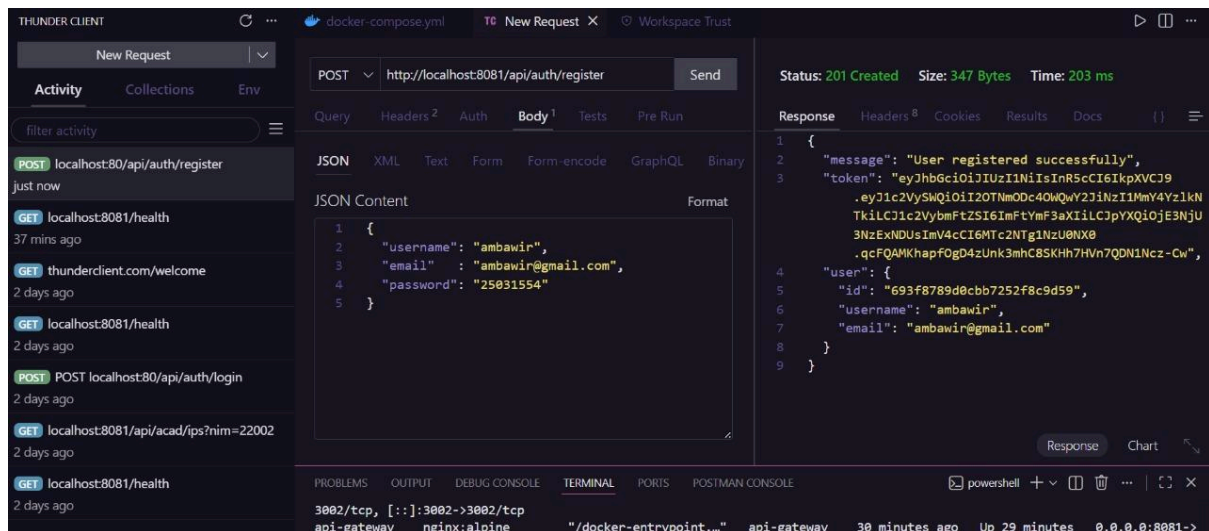 THUNDER CLIENT
New Request
Activity Collections Env
filter activity
POST localhost:80/api/auth/register
just now
GET localhost:8081/health
37 mins ago
GET thunderclient.com/welcome
2 days ago
GET localhost:8081/health
2 days ago
POST POST localhost:80/api/auth/login
2 days ago
GET localhost:8081/api/acad/ips?nim=22002
2 days ago
GET localhost:8081/health
2 days ago
docker-compose.yml TC New Request Workspace Trust
POST http://localhost:8081/api/auth/register Send
Query Headers 2 Auth Body 1 Tests Pre Run
JSON XML Text Form Form-encode GraphQL Binary
JSON Content Format
1 {
2 "username": "ambawir",
3 "email" : "ambawir@gmail.com",
4 "password": "25031554"
5 }
Status: 201 Created Size: 347 Bytes Time: 203 ms
Response Headers 8 Cookies Results Docs {}
1 {
2 "message": "User registered successfully",
3 "token": "eyJhbGciOiJIUzI1NiIsInR5cCI6IkpXVCJ9
4 "user": {
5 "id": "693f8789d0cbb7252f8c9d59",
6 "username": "ambawir",
7 "email": "ambawir@gmail.com"
8 }
9 }
Response Chart
PROBLEMS OUTPUT DEBUG CONSOLE TERMINAL PORTS POSTMAN CONSOLE powershell
3002/tcp, [::]:3002->3002/tcp
api-gateway nginx:alpine "/docker-entrypoint.…" api-gateway 30 minutes ago Up 29 minutes 0.0.0.0:8081->